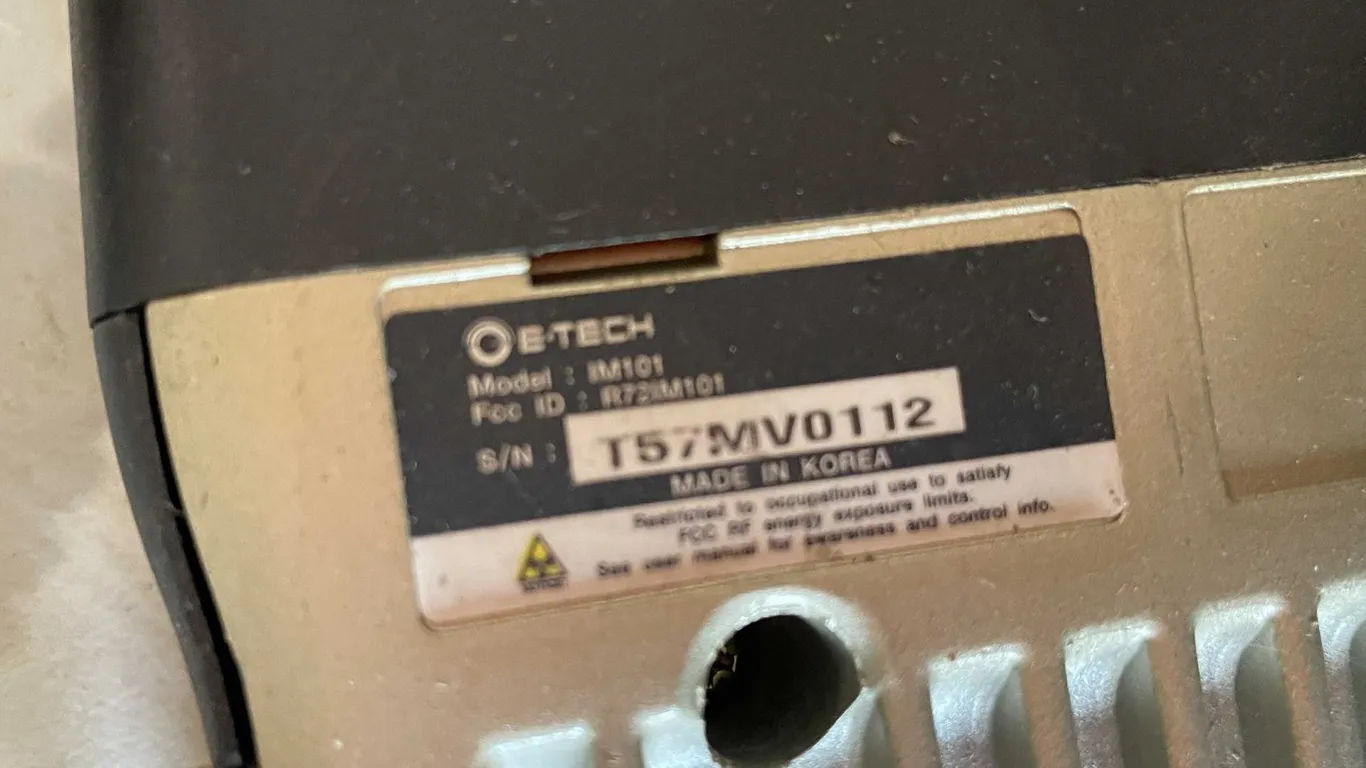 E-TECH
Model : IM101
Fcc ID : R72IM101
S/N : T57MV0112
MADE IN KOREA
Restricted to occupational use to satisfy
FCC RF energy exposure limits.
See user manual for awareness and control info.